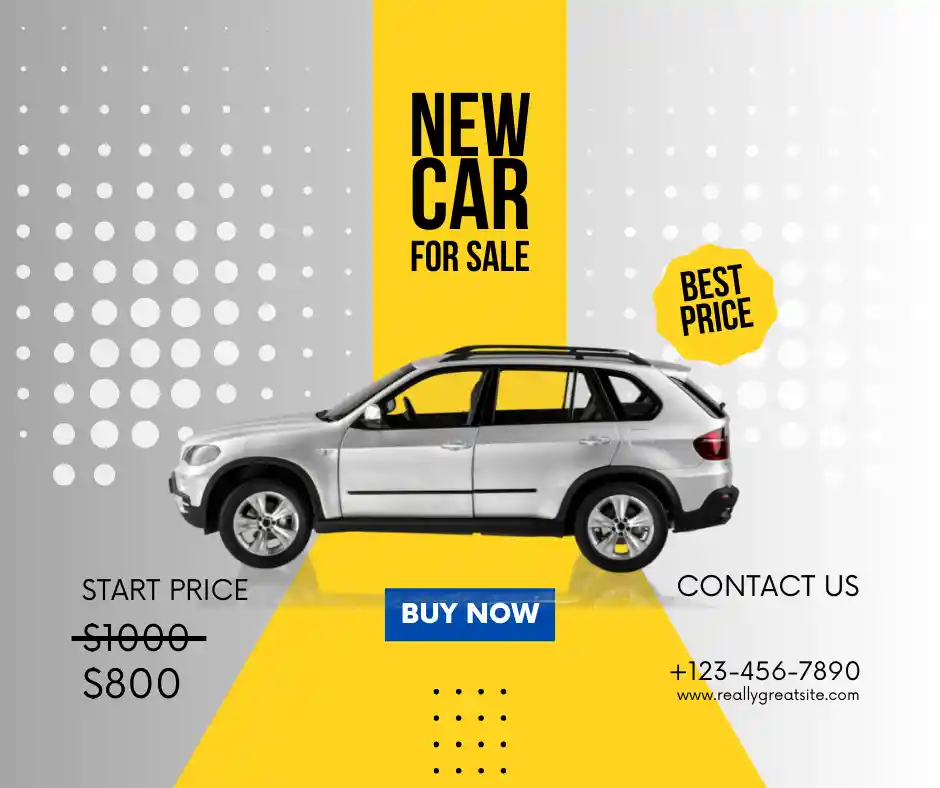 NEW
CAR
FOR SALE
BEST
PRICE
START PRICE
$1000
$800
BUY NOW
CONTACT US
+123-456-7890
www.reallygreatsite.com